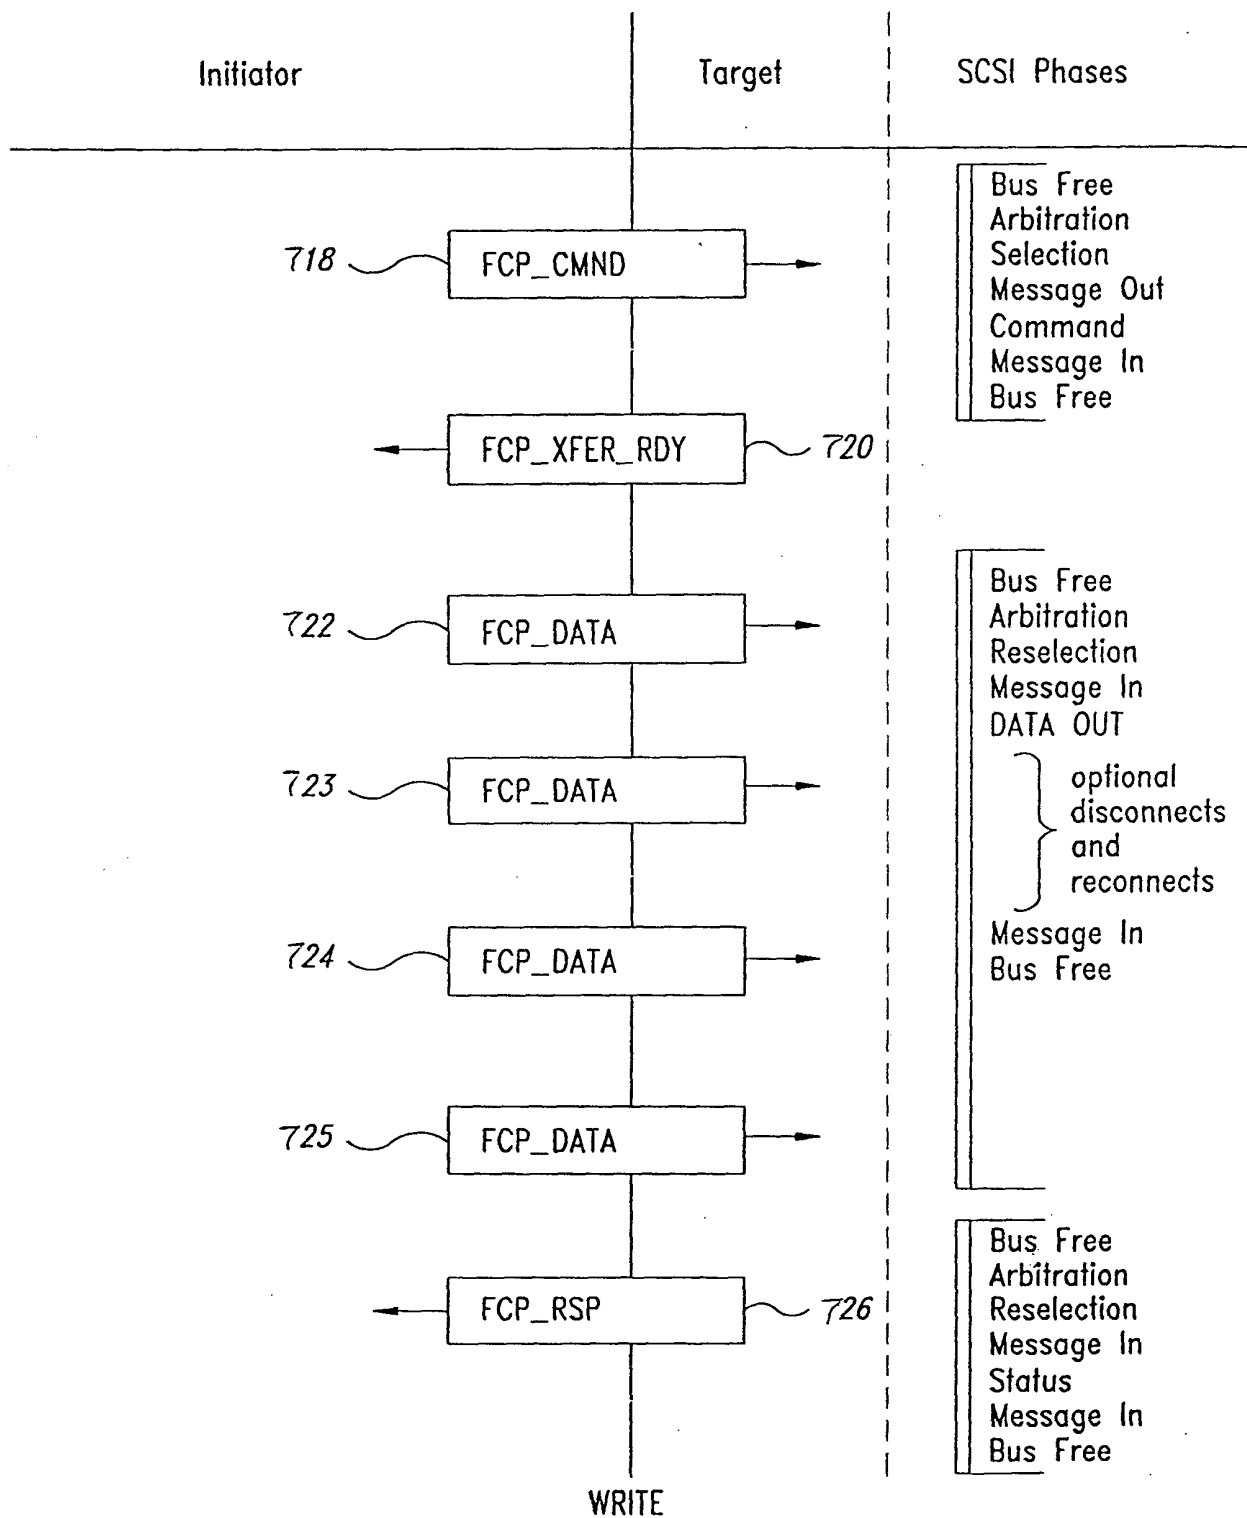 Initiator
Target
SCSI Phases
718
FCP_CMND
Bus Free
Arbitration
Selection
Message Out
Command
Message In
Bus Free
FCP_XFER_RDY
720
722
FCP_DATA
Bus Free
Arbitration
Reselection
Message In
DATA OUT
723
FCP_DATA
optional
disconnects
and
reconnects
724
FCP_DATA
Message In
Bus Free
725
FCP_DATA
FCP_RSP
726
Bus Free
Arbitration
Reselection
Message In
Status
Message In
Bus Free
WRITE